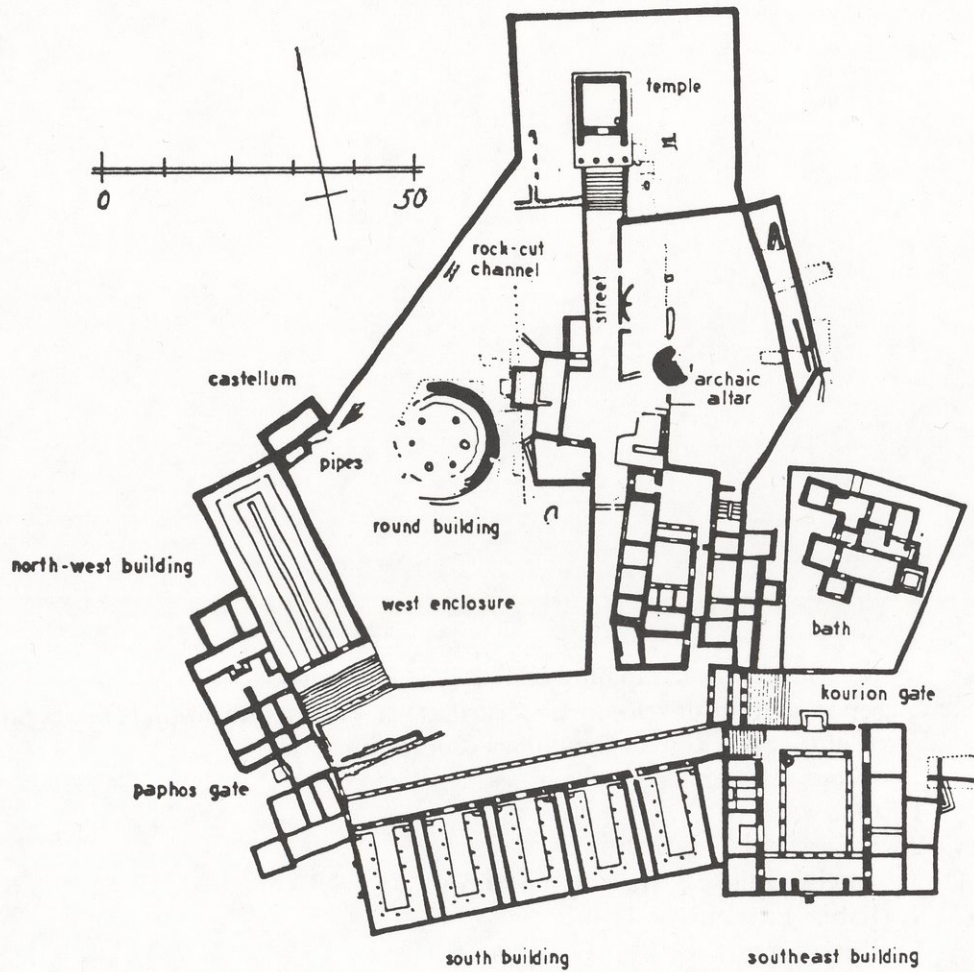 temple
0
50
rock-cut
channel
street
castellum
archaic
altar
pipes
round building
north-west building
west enclosure
bath
kourion gate
paphos gate
south building
southeast building